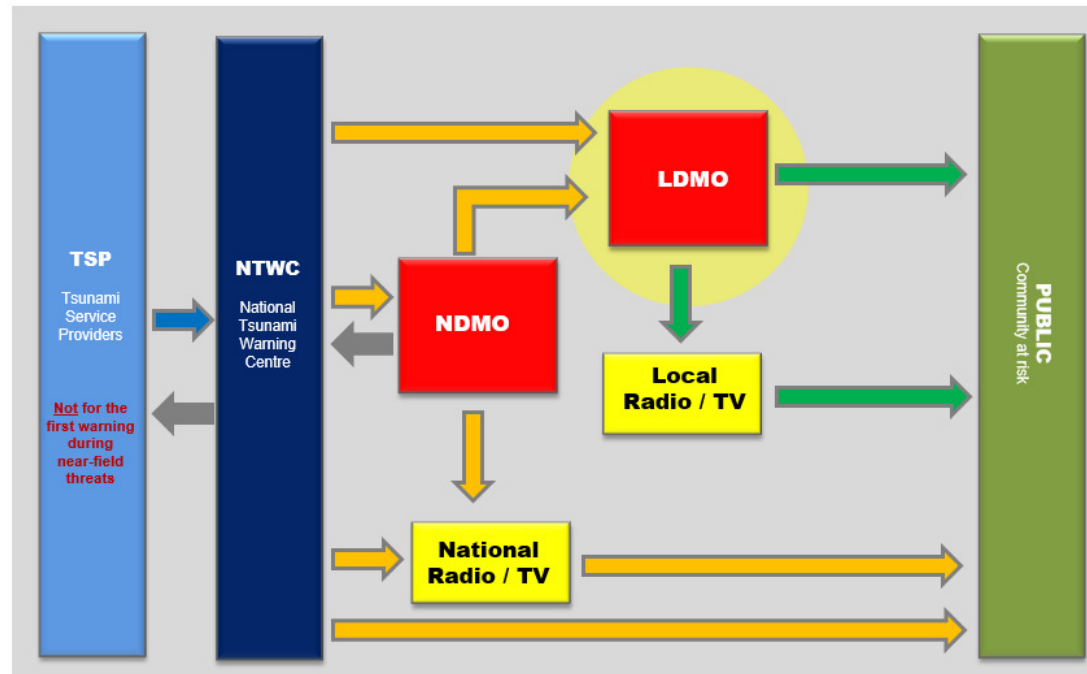 TSP
Tsunami
Service
Providers
Not for the
first warning
during
near-field
threats
NTWC
National
Tsunami
Warning
Centre
NDMO
LDMO
Local
Radio / TV
National
Radio / TV
PUBLIC
Community at risk